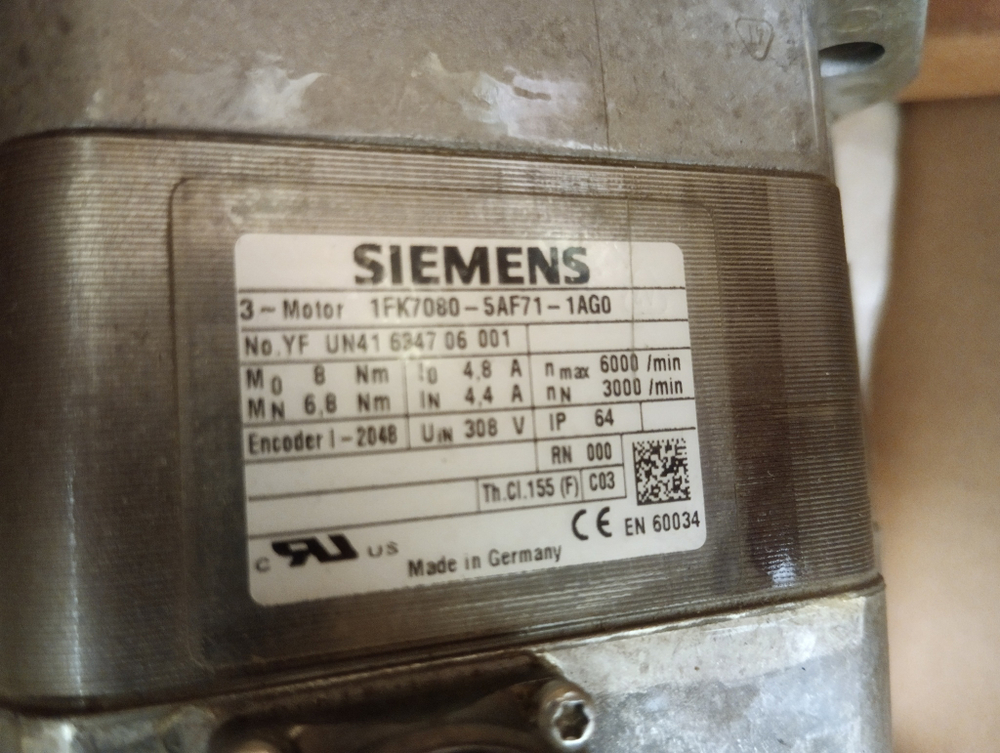 SIEMENS
3~Motor 1FK7080-5AF71-1AG0
No.YF UN41 6347 06 001
M0 8 Nm I0 4,8 A nmax 6000 /min
MN 6,8 Nm IN 4,4 A nN 3000 /min
Encoder I-2048 UIN 308 V IP 64
RN 000
Th.Cl.155 (F) C03
CE EN 60034
c RU US
Made in Germany